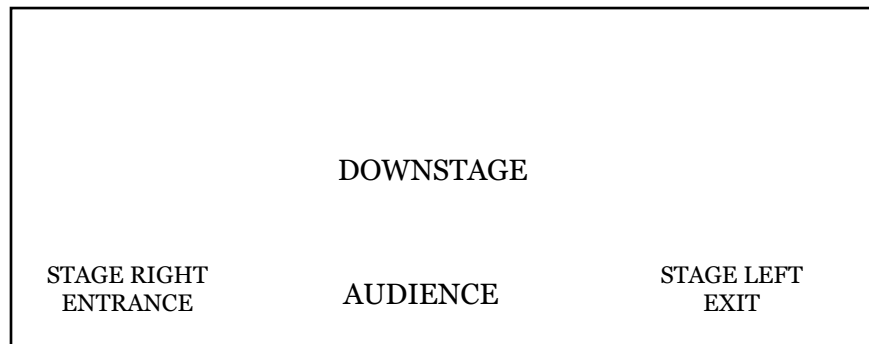 DOWNSTAGE
STAGE RIGHT
ENTRANCE
AUDIENCE
STAGE LEFT
EXIT